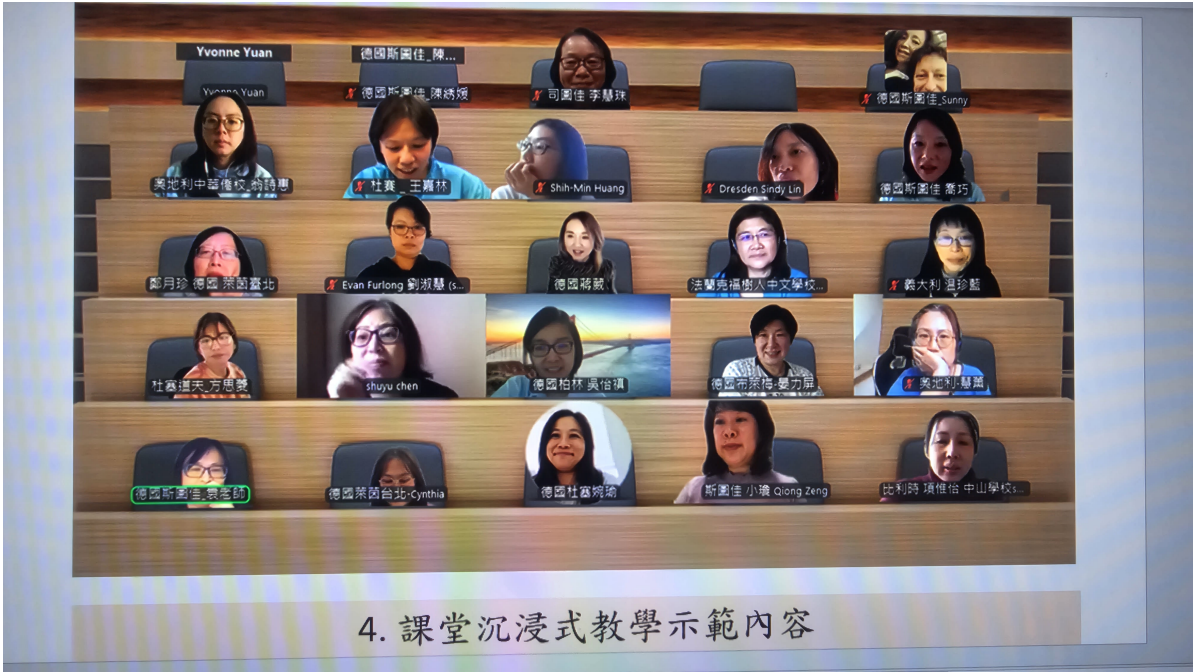 Yvonne Yuan
德國斯圖佳_陳...
Yvonne Yuan
德國斯圖佳_陳綉媛
司圖佳 李慧珠
德國斯圖佳_Sunny
奧地利中華僑校_翁詩惠
杜賽 _ 王嘉林
Shih-Min Huang
Dresden Sindy Lin
德國斯圖佳 喬巧
鄭月珍 德國 萊茵臺北
Evan Furlong 劉淑慧 (s...
德國蔣葳
法蘭克福樹人中文學校...
義大利 溫珍藍
杜塞道夫_方思菱
shuyu chen
德國柏林 吳怡禛
德國布萊梅-晏力屏
奧地利-慧薰
德國斯圖佳_袁老師
德國萊茵台北-Cynthia
德國杜塞婉瑜
斯圖佳 小瓊 Qiong Zeng
比利時 項惟怡 中山學校s...
4. 課堂沉浸式教學示範內容